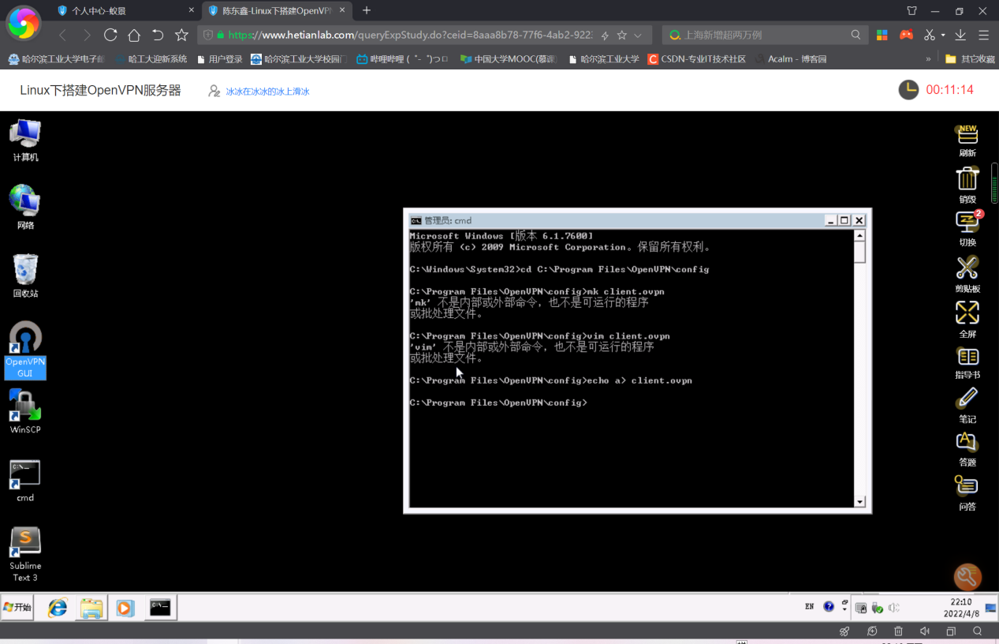 个人中心-蚁景
陈东鑫-Linux下搭建OpenVPN
https://www.hetianlab.com/queryExpStudy.do?ceid=8aaa8b78-77f6-4ab2-922
上海新增超两万例
哈尔滨工业大学电子邮
哈工大迎新系统
用户登录
哈尔滨工业大学校园门
哔哩哔哩 ( ゜- ゜)つロ
中国大学MOOC(慕课
哈尔滨工业大学
CSDN-专业IT技术社区
Acalm - 博客园
»
其它收藏
Linux下搭建OpenVPN服务器
冰冰在冰冰的冰上滑冰
00:11:14
计算机
网络
回收站
OpenVPN
GUI
WinSCP
cmd
Sublime
Text 3
管理员: cmd
Microsoft Windows [版本 6.1.7600]
版权所有 (c) 2009 Microsoft Corporation。保留所有权利。
C:\Windows\System32>cd C:\Program Files\OpenVPN\config
C:\Program Files\OpenVPN\config>mk client.ovpn
'mk' 不是内部或外部命令，也不是可运行的程序
或批处理文件。
C:\Program Files\OpenVPN\config>vim client.ovpn
'vim' 不是内部或外部命令，也不是可运行的程序
或批处理文件。
C:\Program Files\OpenVPN\config>echo a> client.ovpn
C:\Program Files\OpenVPN\config>
NEW
刷新
销毁
2
切换
剪贴板
全屏
指导书
笔记
答题
问答
开始
EN
22:10
2022/4/8